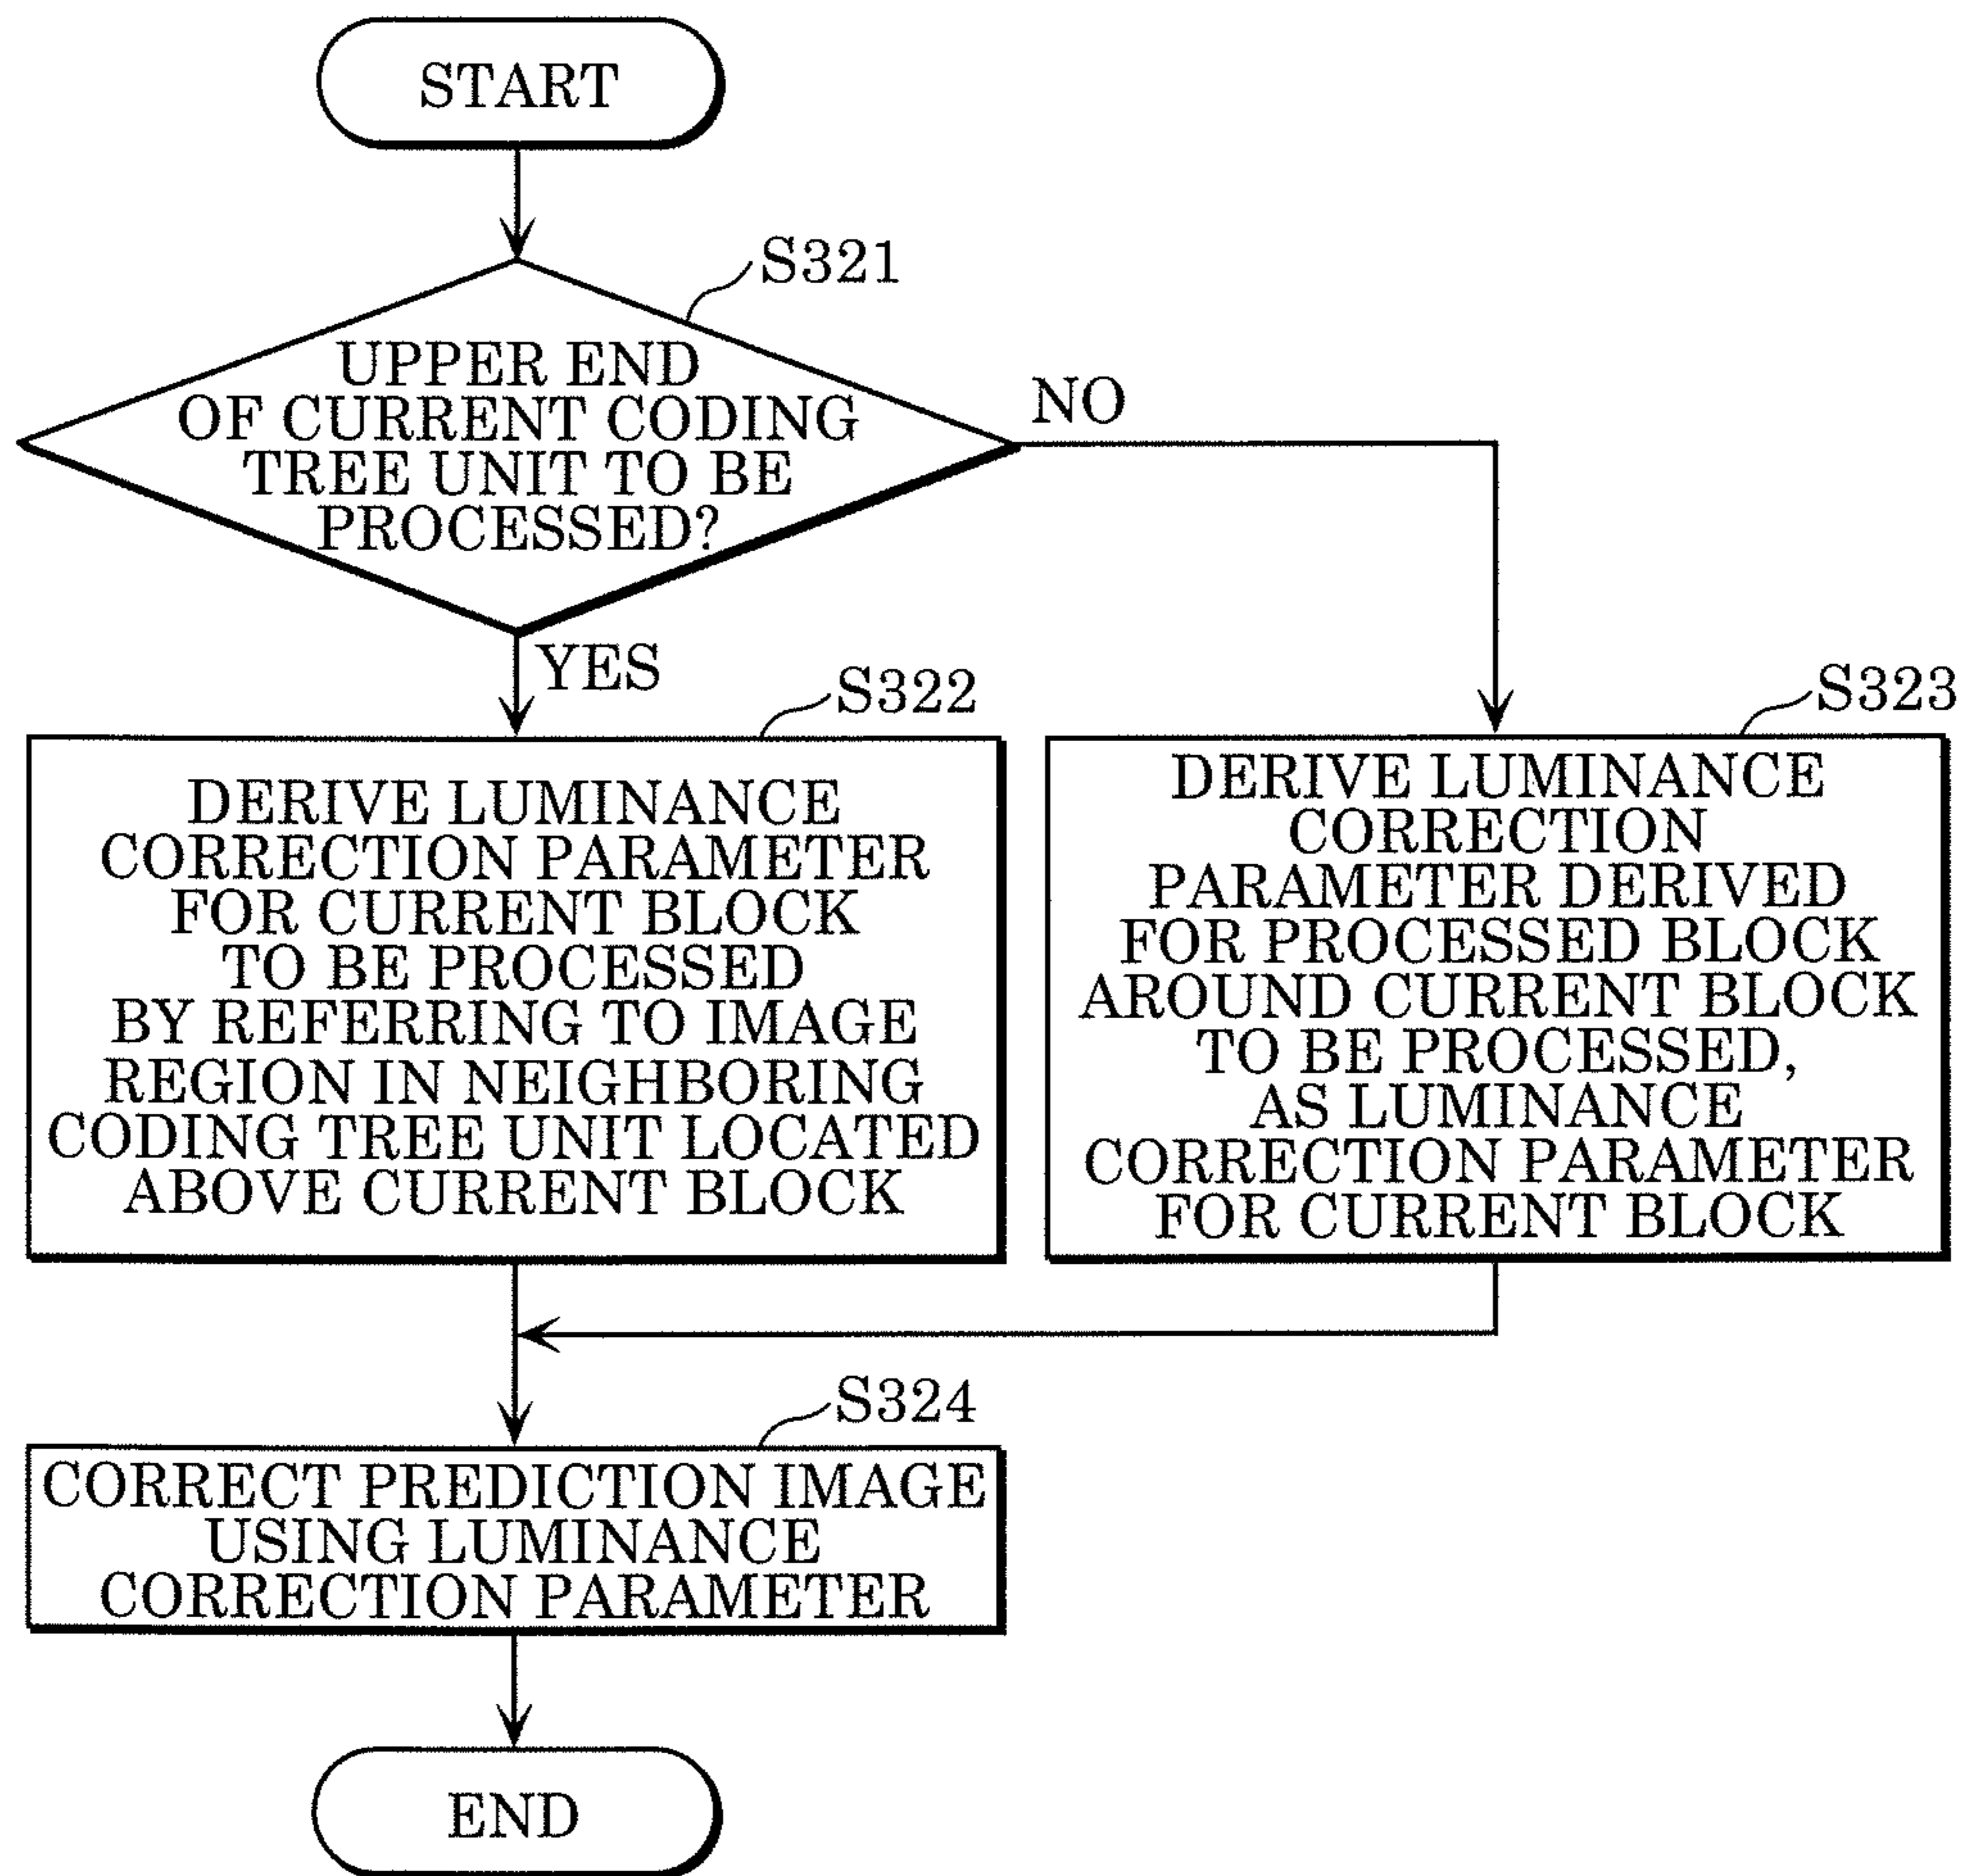 START
S321
UPPER END
OF CURRENT CODING
TREE UNIT TO BE
PROCESSED?
NO
YES
S322
DERIVE LUMINANCE
CORRECTION PARAMETER
FOR CURRENT BLOCK
TO BE PROCESSED
BY REFERRING TO IMAGE
REGION IN NEIGHBORING
CODING TREE UNIT LOCATED
ABOVE CURRENT BLOCK
S323
DERIVE LUMINANCE
CORRECTION
PARAMETER DERIVED
FOR PROCESSED BLOCK
AROUND CURRENT BLOCK
TO BE PROCESSED,
AS LUMINANCE
CORRECTION PARAMETER
FOR CURRENT BLOCK
S324
CORRECT PREDICTION IMAGE
USING LUMINANCE
CORRECTION PARAMETER
END